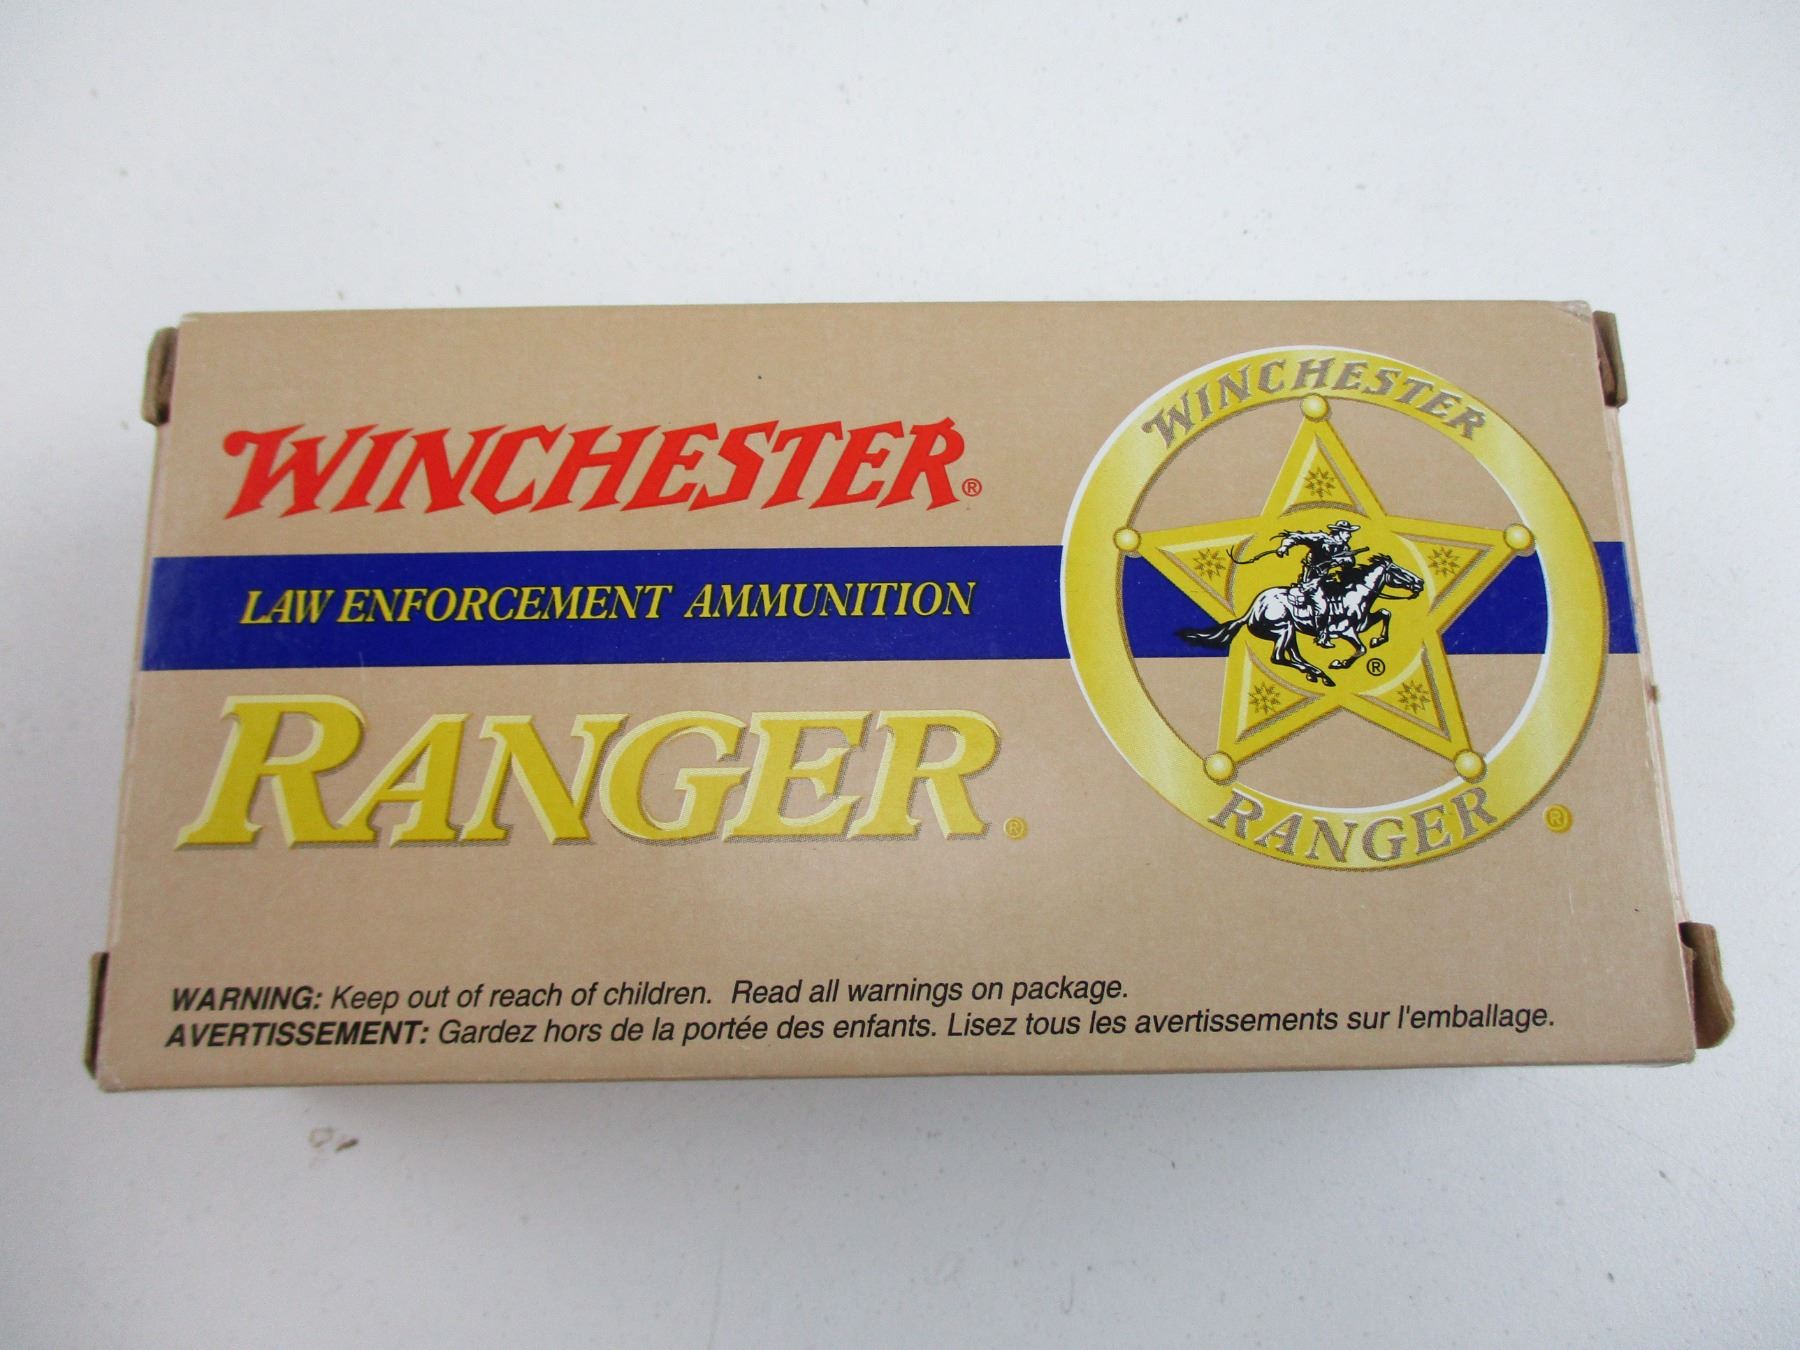 WINCHESTER®
LAW ENFORCEMENT AMMUNITION
RANGER®
WINCHESTER
®
RANGER ®
WARNING: Keep out of reach of children. Read all warnings on package.
AVERTISSEMENT: Gardez hors de la portée des enfants. Lisez tous les avertissements sur l'emballage.